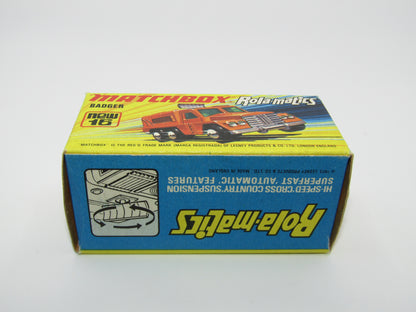 MATCHBOX Rola-matics
BADGER
now
16
"MATCHBOX" IS THE REG'D TRADE MARK (MARCA REGISTRADA) OF LESNEY PRODUCTS & CO. LTD. LONDON ENGLAND
Rola-matics
HI-SPEED 'CROSS COUNTRY' SUSPENSION
SUPERFAST 'AUTOMATIC' FEATURES